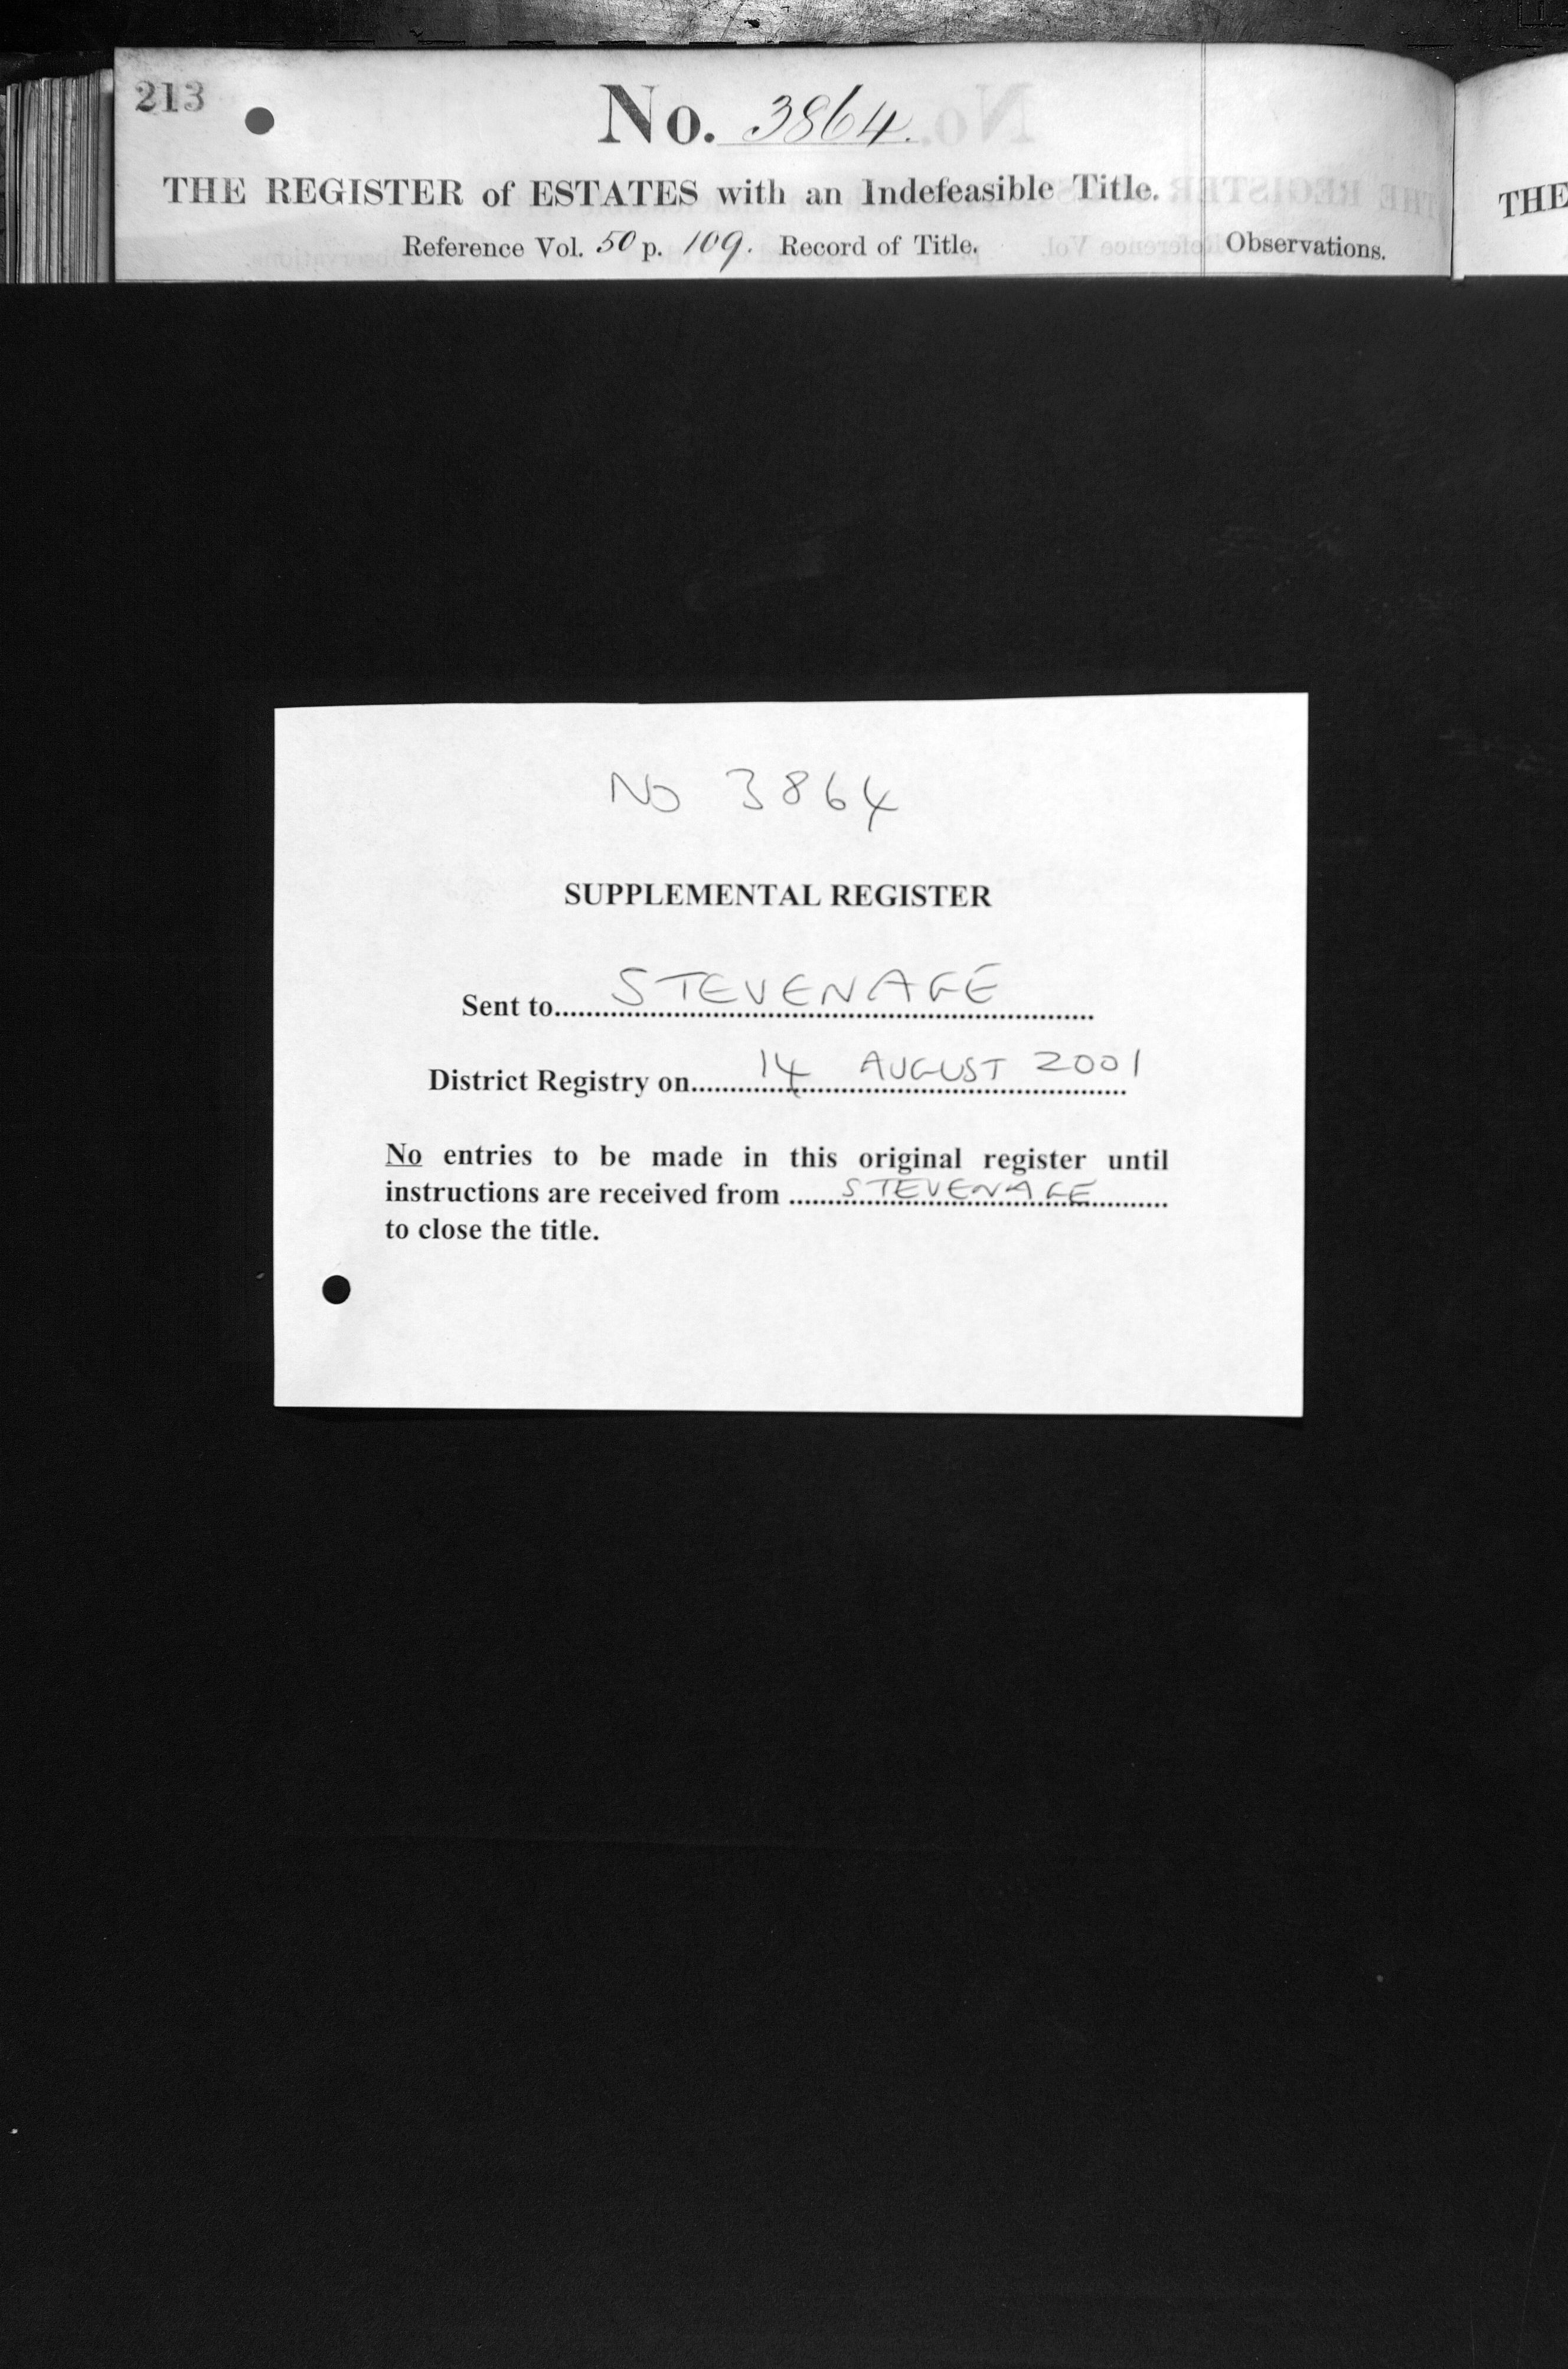 213
No. 3864.
THE REGISTER of ESTATES with an Indefeasible Title.
Reference Vol. 50 p. 109. Record of Title.
Observations.
THE
No 3864
SUPPLEMENTAL REGISTER
Sent to STEVENAGE
District Registry on 14 AUGUST 2001
No entries to be made in this original register until
instructions are received from STEVENAGE
to close the title.